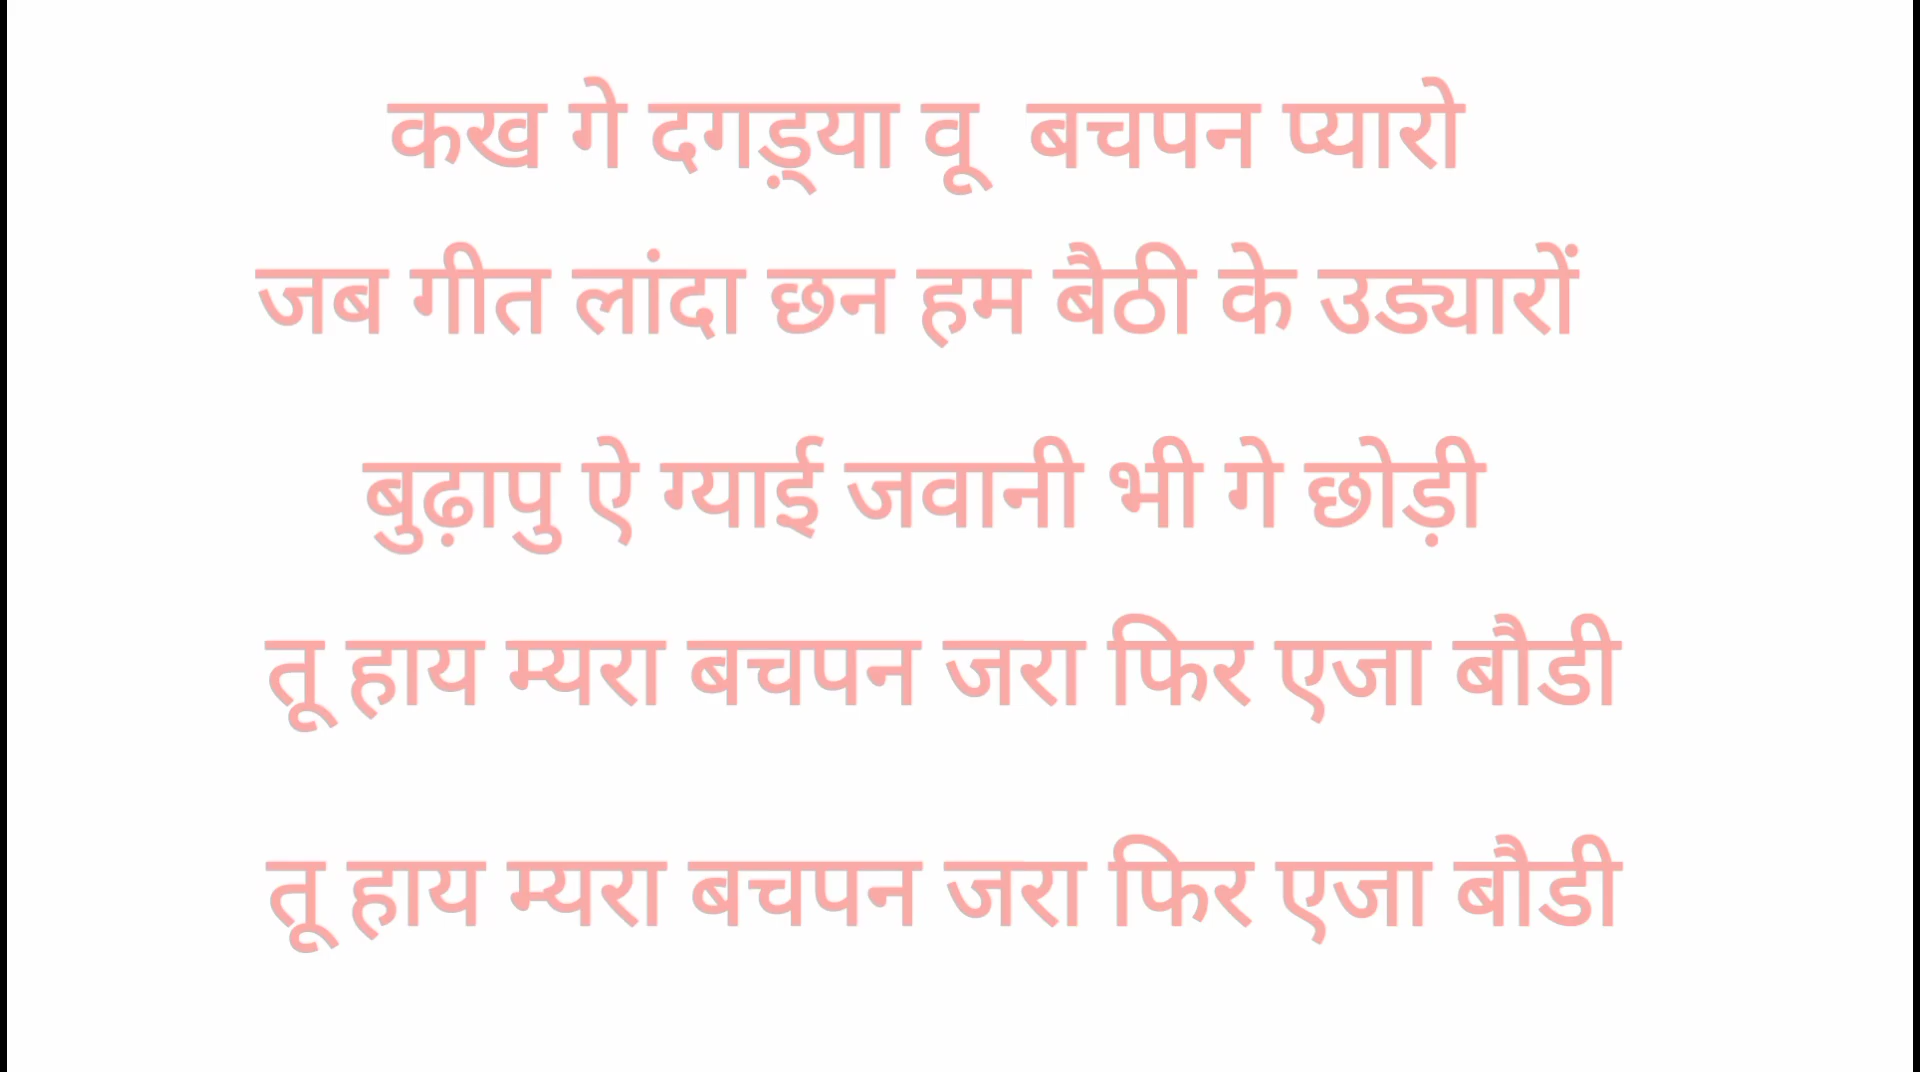 कख गे दगड़्या वू बचपन प्यारो
जब गीत लांदा छन हम बैठी के उड्यारों
बुढ़ापु ऐ ग्याई जवानी भी गे छोड़ी
तू हाय म्यरा बचपन जरा फिर एजा बौडी
तू हाय म्यरा बचपन जरा फिर एजा बौडी